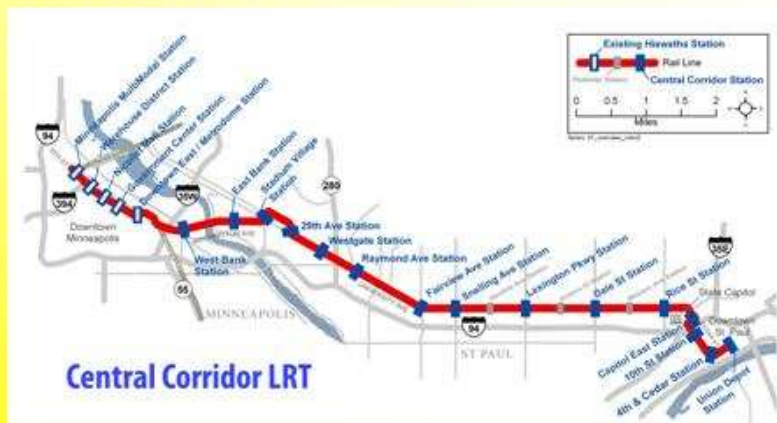 Existing Hiawatha Station
Rail Line
Central Corridor Station
0 0.5 1 1.5 2
Miles
Minneapolis MultiModal Station
Warehouse District Station
Nicollet Mall Station
Government Center Station
Downtown East / Metrodome Station
94
394
35W
280
East Bank Station
Stadium Village
Station
29th Ave Station
Westgate Station
Raymond Ave Station
Downtown
Minneapolis
West Bank
Station
55
MINNEAPOLIS
Fairview Ave Station
Snelling Ave Station
Lexington Pkwy Station
Dale St Station
Rice St Station
35E
State Capitol
Downtown
St. Paul
94
ST PAUL
Capitol East Station
10th St Station
4th & Cedar Station
Union Depot
Station
Central Corridor LRT